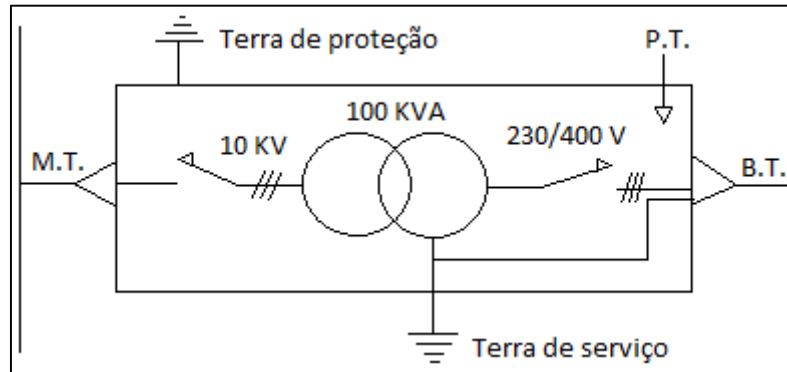 Terra de proteção
P.T.
100 KVA
10 KV
230/400 V
M.T.
B.T.
Terra de serviço